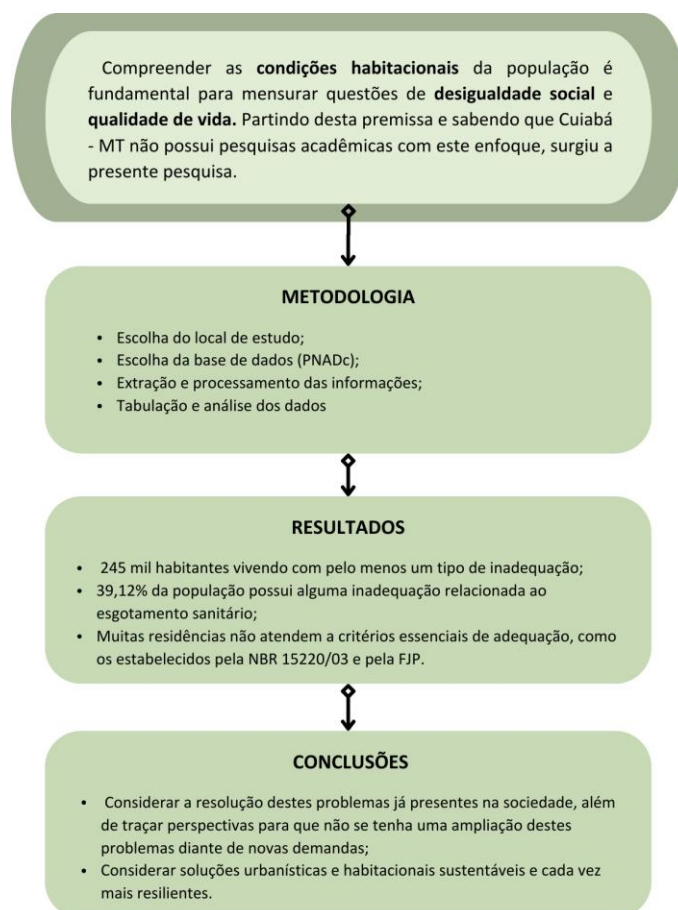 Compreender as condições habitacionais da população é
fundamental para mensurar questões de desigualdade social e
qualidade de vida. Partindo desta premissa e sabendo que Cuiabá
- MT não possui pesquisas acadêmicas com este enfoque, surgiu a
presente pesquisa.
METODOLOGIA
• Escolha do local de estudo;
• Escolha da base de dados (PNADc);
• Extração e processamento das informações;
• Tabulação e análise dos dados
RESULTADOS
• 245 mil habitantes vivendo com pelo menos um tipo de inadequação;
• 39,12% da população possui alguma inadequação relacionada ao
esgotamento sanitário;
• Muitas residências não atendem a critérios essenciais de adequação, como
os estabelecidos pela NBR 15220/03 e pela FJP.
CONCLUSÕES
• Considerar a resolução destes problemas já presentes na sociedade, além
de traçar perspectivas para que não se tenha uma ampliação destes
problemas diante de novas demandas;
• Considerar soluções urbanísticas e habitacionais sustentáveis e cada vez
mais resilientes.